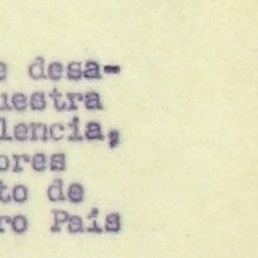 e desa-
uestra
lencia,
ores
to de
ro País